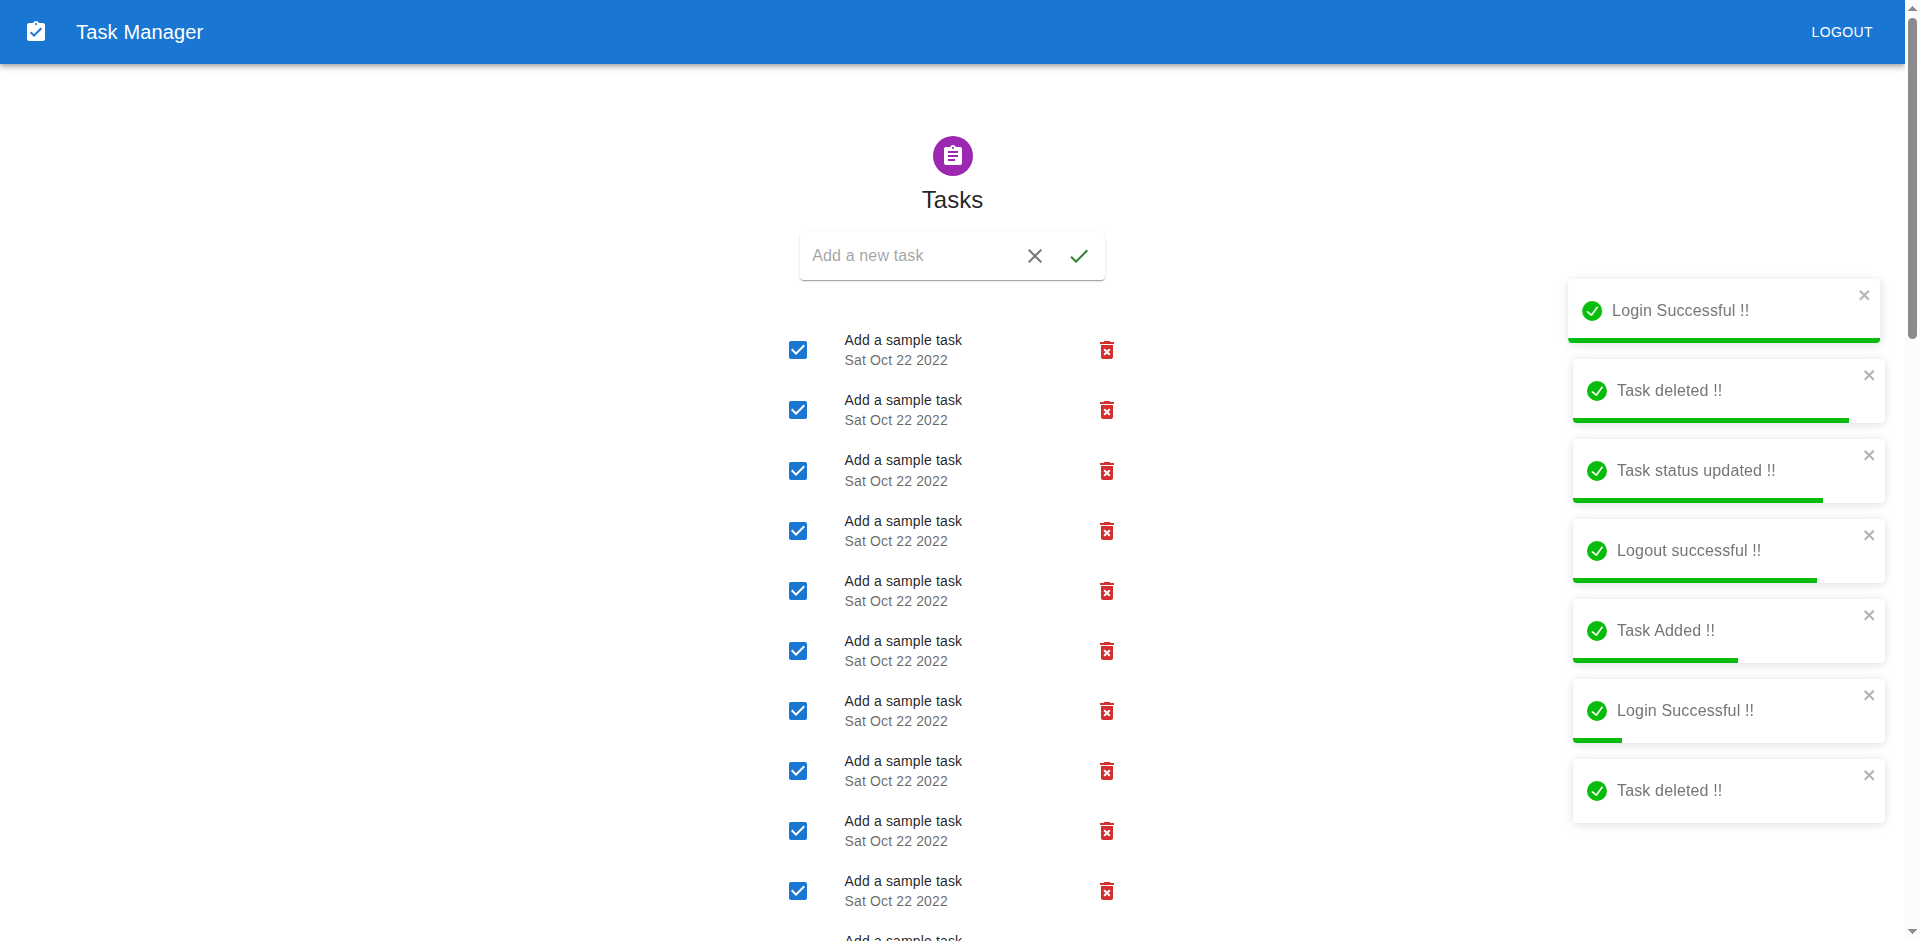 Task Manager
LOGOUT
Tasks
Add a new task
Add a sample task
Sat Oct 22 2022
Add a sample task
Sat Oct 22 2022
Add a sample task
Sat Oct 22 2022
Add a sample task
Sat Oct 22 2022
Add a sample task
Sat Oct 22 2022
Add a sample task
Sat Oct 22 2022
Add a sample task
Sat Oct 22 2022
Add a sample task
Sat Oct 22 2022
Add a sample task
Sat Oct 22 2022
Add a sample task
Sat Oct 22 2022
Add a sample task
Login Successful !!
Task deleted !!
Task status updated !!
Logout successful !!
Task Added !!
Login Successful !!
Task deleted !!